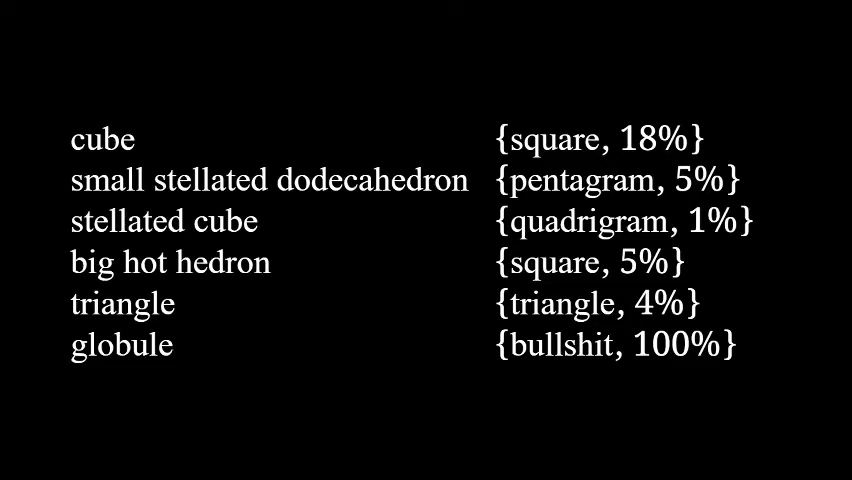 cube {square, 18%}
small stellated dodecahedron {pentagram, 5%}
stellated cube {quadrigram, 1%}
big hot hedron {square, 5%}
triangle {triangle, 4%}
globule {bullshit, 100%}